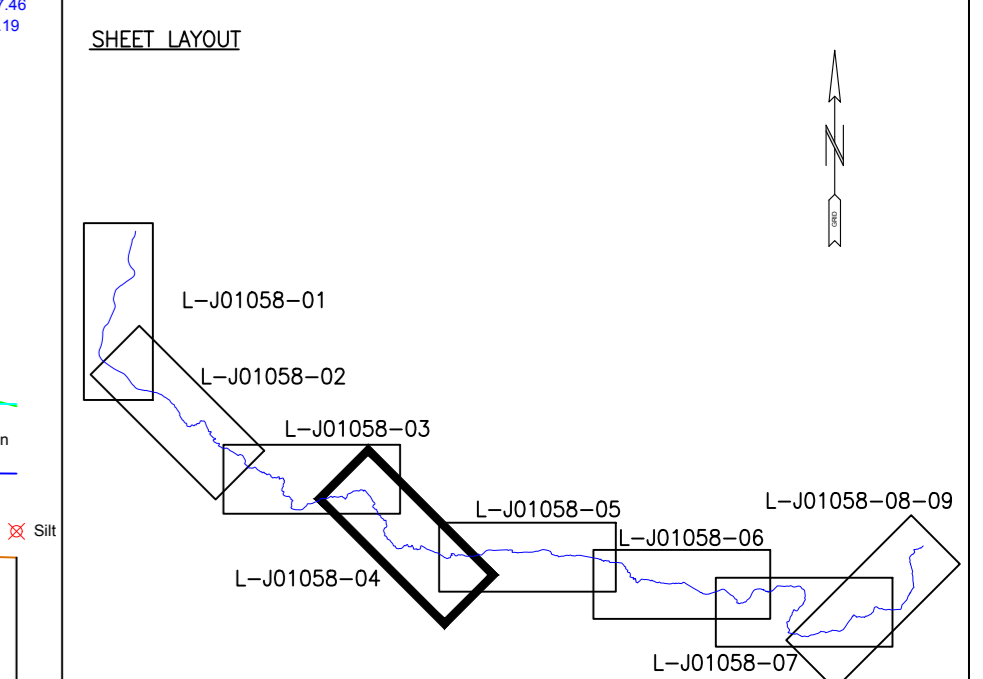 7.46
.19
SHEET LAYOUT
N
GRID
L-J01058-01
L-J01058-02
L-J01058-03
n
L-J01058-08-09
L-J01058-05
Silt
L-J01058-06
L-J01058-04
L-J01058-07